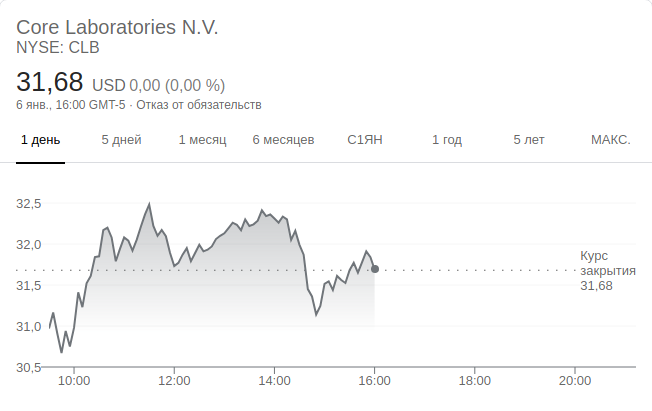 Core Laboratories N.V.
NYSE: CLB
31,68 USD 0,00 (0,00 %)
6 янв., 16:00 GMT-5 · Отказ от обязательств
1 день 5 дней 1 месяц 6 месяцев С1ЯН 1 год 5 лет МАКС.
32,5
32,0
Курс
закрытия
31,68
31,5
31,0
30,5
10:00 12:00 14:00 16:00 18:00 20:00